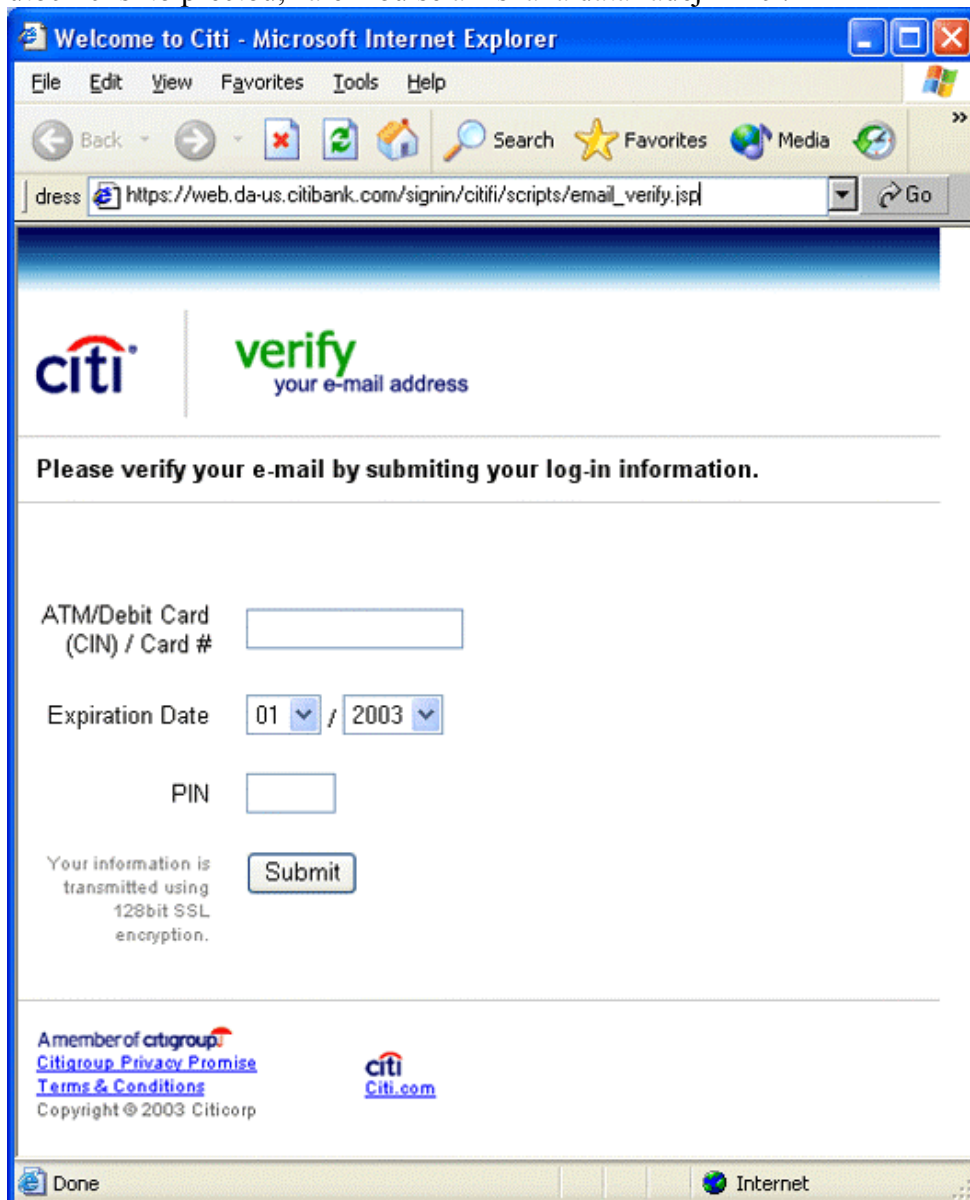 Welcome to Citi - Microsoft Internet Explorer
File Edit View Favorites Tools Help
Back Search Favorites Media »
dress https://web.da-us.citibank.com/signin/citifi/scripts/email_verify.jsp Go
citi
verify
your e-mail address
Please verify your e-mail by submiting your log-in information.
ATM/Debit Card
(CIN) / Card #
Expiration Date 01 / 2003
PIN
Your information is
transmitted using
128bit SSL
encryption.
Submit
A member of citigroup
Citigroup Privacy Promise
Terms & Conditions
Copyright © 2003 Citicorp
citi
Citi.com
Done Internet